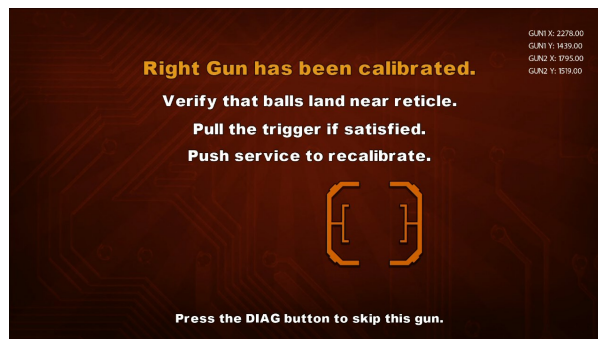 GUN1 X: 2278.00
GUN1 Y: 1439.00
GUN2 X: 1795.00
GUN2 Y: 1519.00
Right Gun has been calibrated.
Verify that balls land near reticle.
Pull the trigger if satisfied.
Push service to recalibrate.
Press the DIAG button to skip this gun.